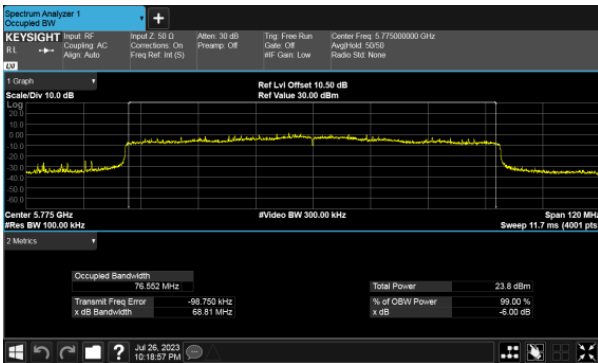 Spectrum Analyzer 1
Occupied BW
+
KEYSIGHT Input: RF Input Z: 50 Ω Atten: 30 dB Trig: Free Run Center Freq: 5.775000000 GHz
RL Coupling: AC Corrections: On Preamp: Off Gate: Off Avg|Hold: 50/50
Align: Auto Freq Ref: Int (S) #IF Gain: Low Radio Std: None
1 Graph
Scale/Div 10.0 dB
Ref Lvl Offset 10.50 dB
Ref Value 30.00 dBm
Log
20.0
10.0
0.00
-10.0
-20.0
-30.0
-40.0
-50.0
-60.0
Center 5.775 GHz #Video BW 300.00 kHz Span 120 MHz
#Res BW 100.00 kHz Sweep 11.7 ms (4001 pts
2 Metrics
Occupied Bandwidth
76.552 MHz
Total Power 23.8 dBm
Transmit Freq Error -98.750 kHz % of OBW Power 99.00 %
x dB Bandwidth 68.81 MHz x dB -6.00 dB
? Jul 26, 2023
10:18:57 PM